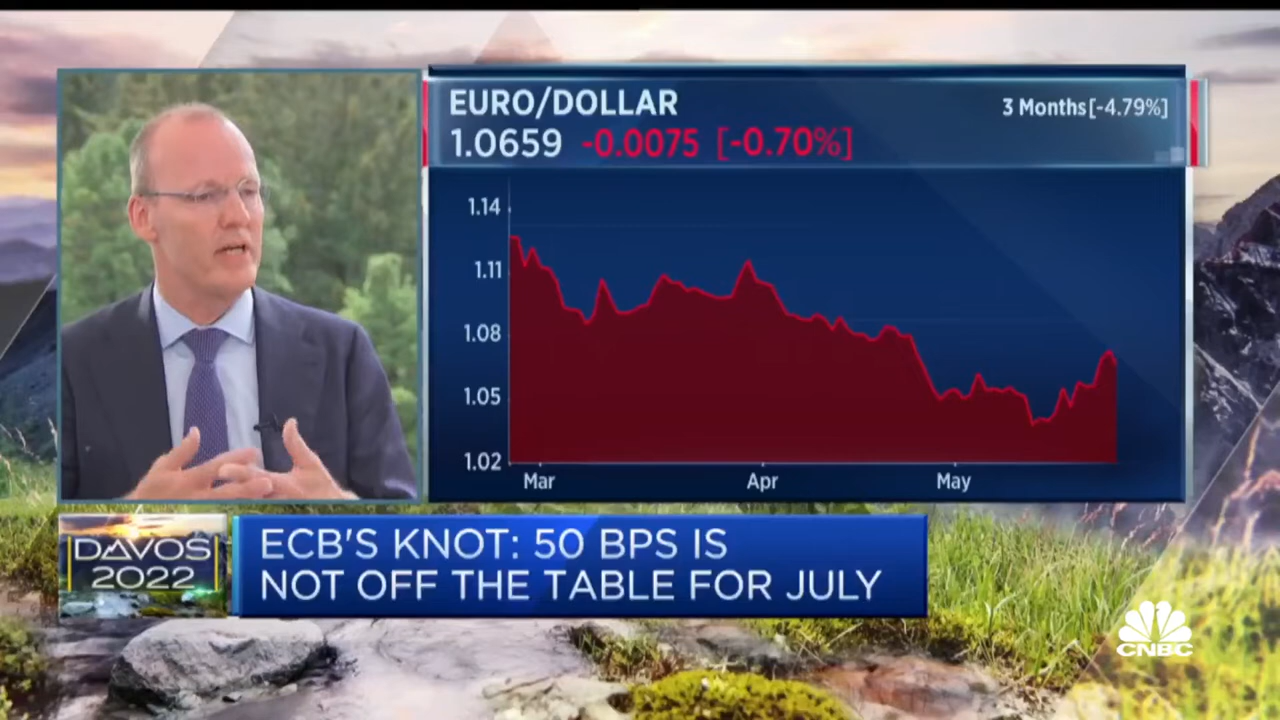 EURO/DOLLAR
3 Months[-4.79%]
1.0659 -0.0075 [-0.70%]
1.14
1.11
1.08
1.05
1.02
Mar Apr May
DAVOS
2022
ECB'S KNOT: 50 BPS IS
NOT OFF THE TABLE FOR JULY
CNBC